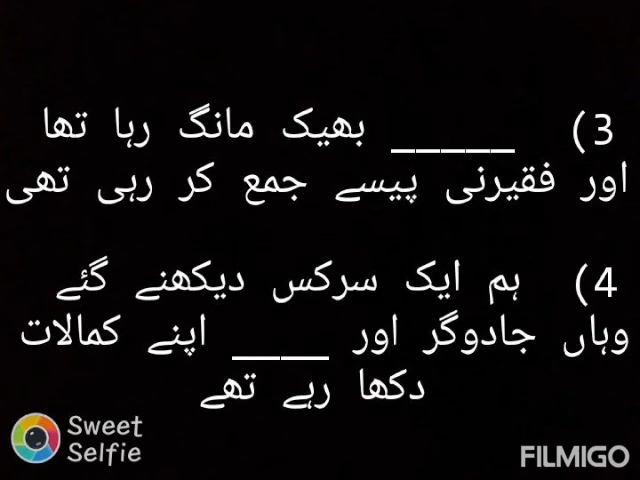 3) _____ بھیک مانگ رہا تھا
اور فقیرنی پیسے جمع کر رہی تھی
4) ہم ایک سرکس دیکھنے گئے
وہاں جادوگر اور ____ اپنے کمالات
دکھا رہے تھے
Sweet
Selfie
FILMIGO